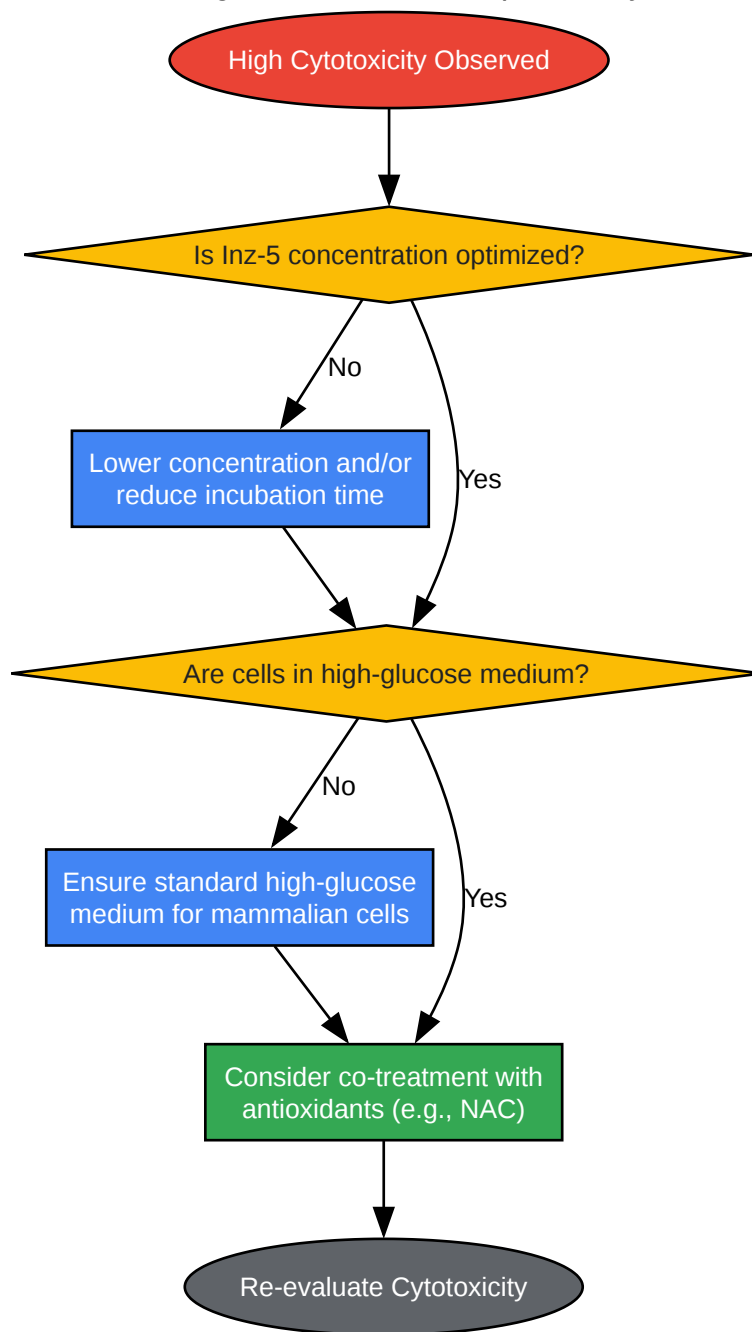 High Cytotoxicity Observed
Is Inz-5 concentration optimized?
No
Lower concentration and/or
reduce incubation time
Yes
Are cells in high-glucose medium?
No
Ensure standard high-glucose
medium for mammalian cells
Yes
Consider co-treatment with
antioxidants (e.g., NAC)
Re-evaluate Cytotoxicity